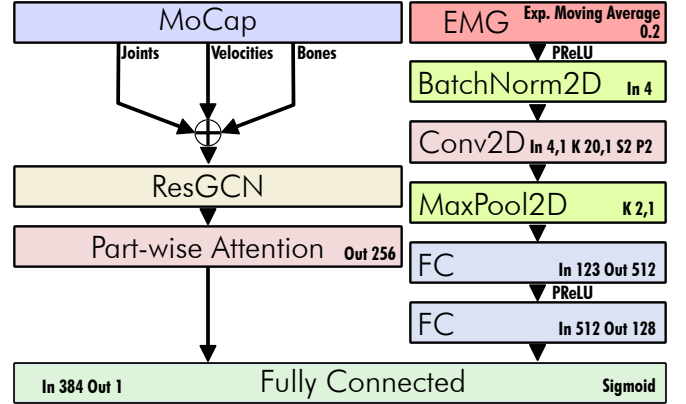 MoCap
Joints Velocities Bones
ResGCN
Part-wise Attention Out 256
EMG Exp. Moving Average 0.2
PReLU
BatchNorm2D In 4
Conv2D In 4,1 K 20,1 S2 P2
MaxPool2D K 2,1
FC In 123 Out 512
PReLU
FC In 512 Out 128
In 384 Out 1 Fully Connected Sigmoid